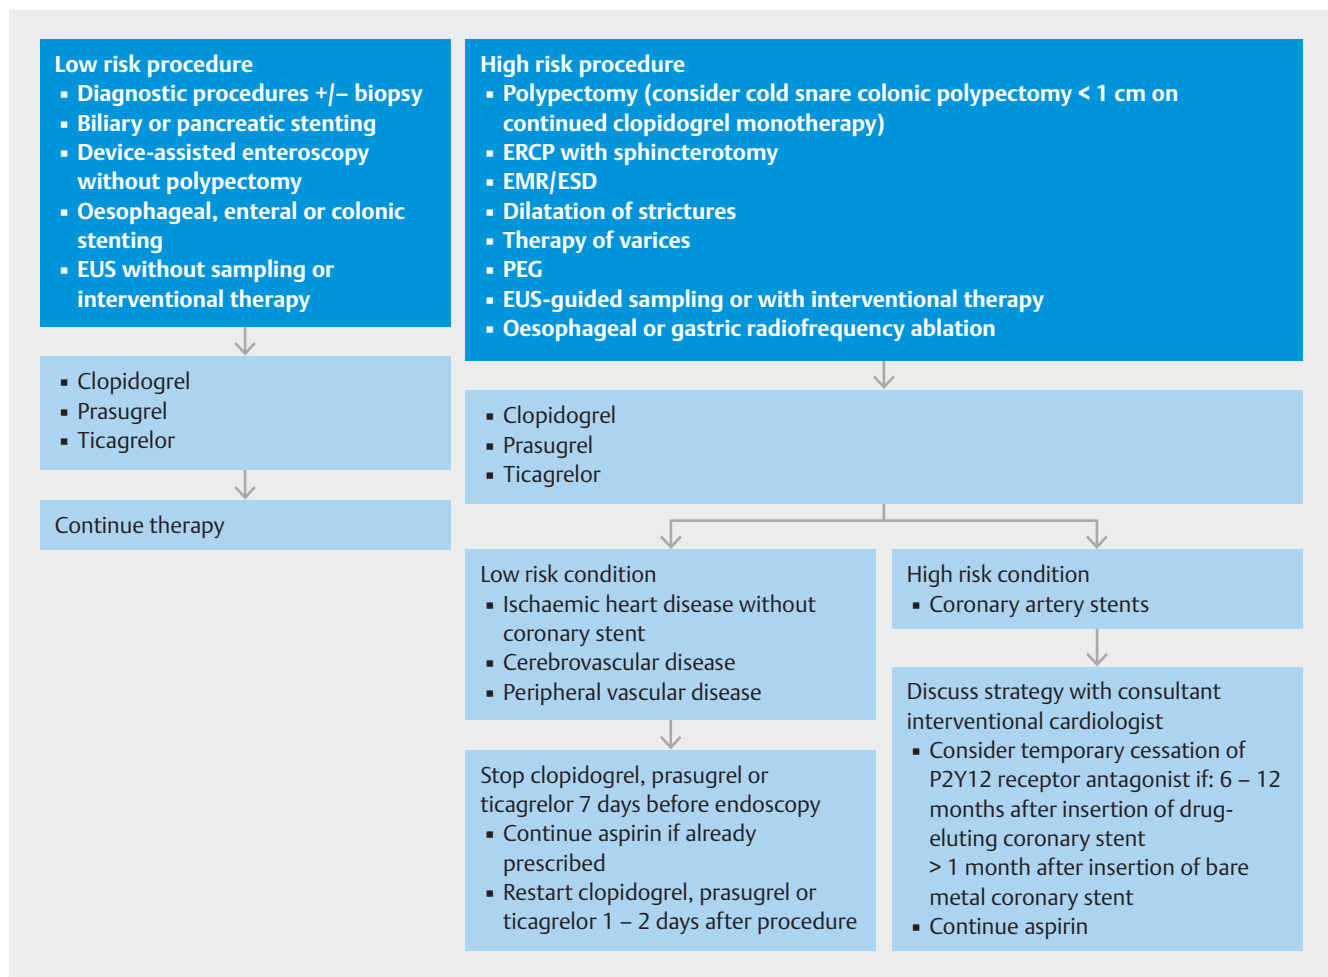 Low risk procedure
▪ Diagnostic procedures +/– biopsy
▪ Biliary or pancreatic stenting
▪ Device-assisted enteroscopy
without polypectomy
▪ Oesophageal, enteral or colonic
stenting
▪ EUS without sampling or
interventional therapy
▪ Clopidogrel
▪ Prasugrel
▪ Ticagrelor
Continue therapy
High risk procedure
▪ Polypectomy (consider cold snare colonic polypectomy < 1 cm on
continued clopidogrel monotherapy)
▪ ERCP with sphincterotomy
▪ EMR/ESD
▪ Dilatation of strictures
▪ Therapy of varices
▪ PEG
▪ EUS-guided sampling or with interventional therapy
▪ Oesophageal or gastric radiofrequency ablation
▪ Clopidogrel
▪ Prasugrel
▪ Ticagrelor
Low risk condition
▪ Ischaemic heart disease without
coronary stent
▪ Cerebrovascular disease
▪ Peripheral vascular disease
Stop clopidogrel, prasugrel or
ticagrelor 7 days before endoscopy
▪ Continue aspirin if already
prescribed
▪ Restart clopidogrel, prasugrel or
ticagrelor 1 – 2 days after procedure
High risk condition
▪ Coronary artery stents
Discuss strategy with consultant
interventional cardiologist
▪ Consider temporary cessation of
P2Y12 receptor antagonist if: 6 – 12
months after insertion of drug-
eluting coronary stent
> 1 month after insertion of bare
metal coronary stent
▪ Continue aspirin